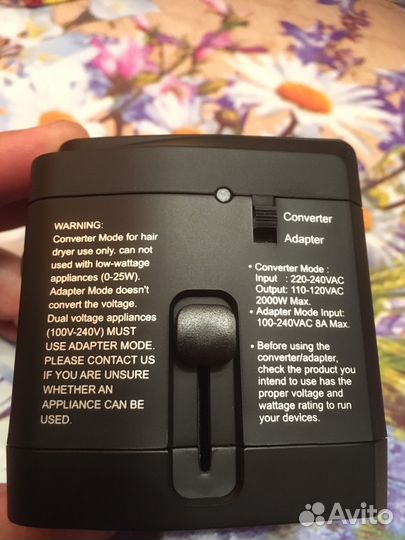 WARNING:
Converter Mode for hair
dryer use only. can not
used with low-wattage
appliances (0-25W).
Adapter Mode doesn't
convert the voltage.
Dual voltage appliances
(100V-240V) MUST
USE ADAPTER MODE.
PLEASE CONTACT US
IF YOU ARE UNSURE
WHETHER AN
APPLIANCE CAN BE
USED.
Converter
Adapter
• Converter Mode :
Input : 220-240VAC
Output: 110-120VAC
2000W Max.
• Adapter Mode Input:
100-240VAC 8A Max.
• Before using the
converter/adapter,
check the product you
intend to use has the
proper voltage and
wattage rating to run
your devices.
Avito